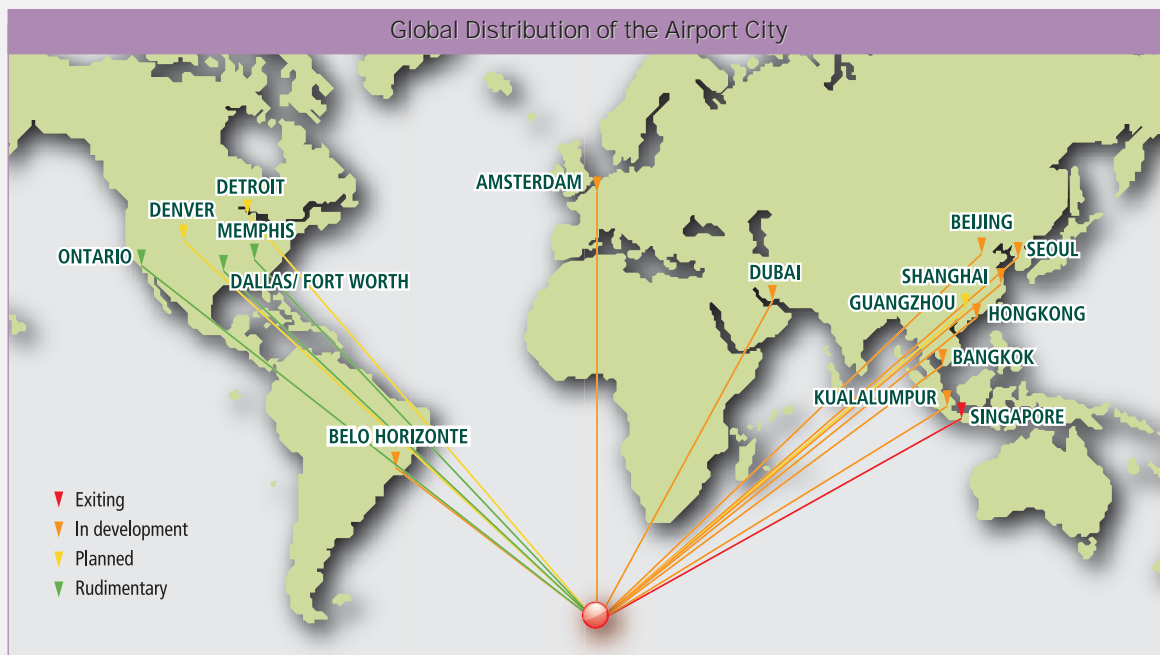 Global Distribution of the Airport City
DETROIT
AMSTERDAM
DENVER
MEMPHIS
BEIJING
SEOUL
ONTARIO
DALLAS/ FORT WORTH
DUBAI
SHANGHAI
GUANGZHOU
HONGKONG
BANGKOK
KUALALUMPUR
SINGAPORE
BELO HORIZONTE
Exiting
In development
Planned
Rudimentary